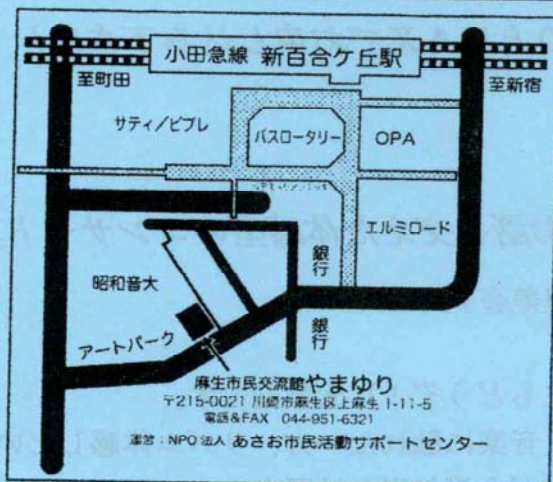 小田急線 新百合ケ丘駅
至町田
至新宿
サティ/ビブレ
バスロータリー
OPA
エルミロード
銀行
昭和音大
銀行
アートパーク
麻生市民交流館やまゆり
〒215-0021 川崎市麻生区上麻生 1-11-5
電話&FAX 044-951-6321
運営:NPO法人 あさお市民活動サポートセンター